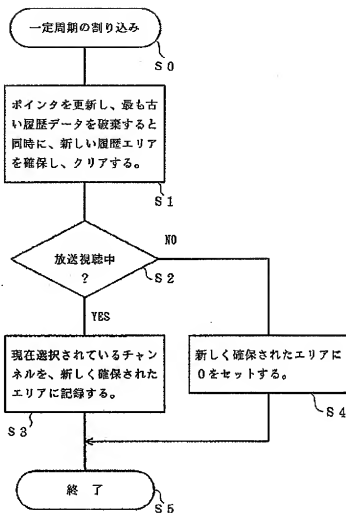 一定周期の割り込み
S0
ポインタを更新し、最も古
い履歴データを破棄すると
同時に、新しい履歴エリア
を確保し、クリアする。
S1
放送視聴中
?
NO
S2
YES
現在選択されているチャン
ネルを、新しく確保された
エリアに記録する。
S3
新しく確保されたエリアに
0をセットする。
S4
終 了
S5